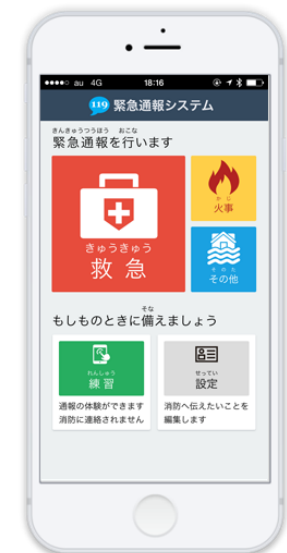 au 4G 18:16
119 緊急通報システム
きんきゅうつうほう おこな
緊急通報を行います
きゅうきゅう
救急
かじ
火事
そのた
その他
そな
もしものときに備えましょう
れんしゅう
練習
通報の体験ができます
消防に連絡されません
せってい
設定
消防へ伝えたいことを
編集します